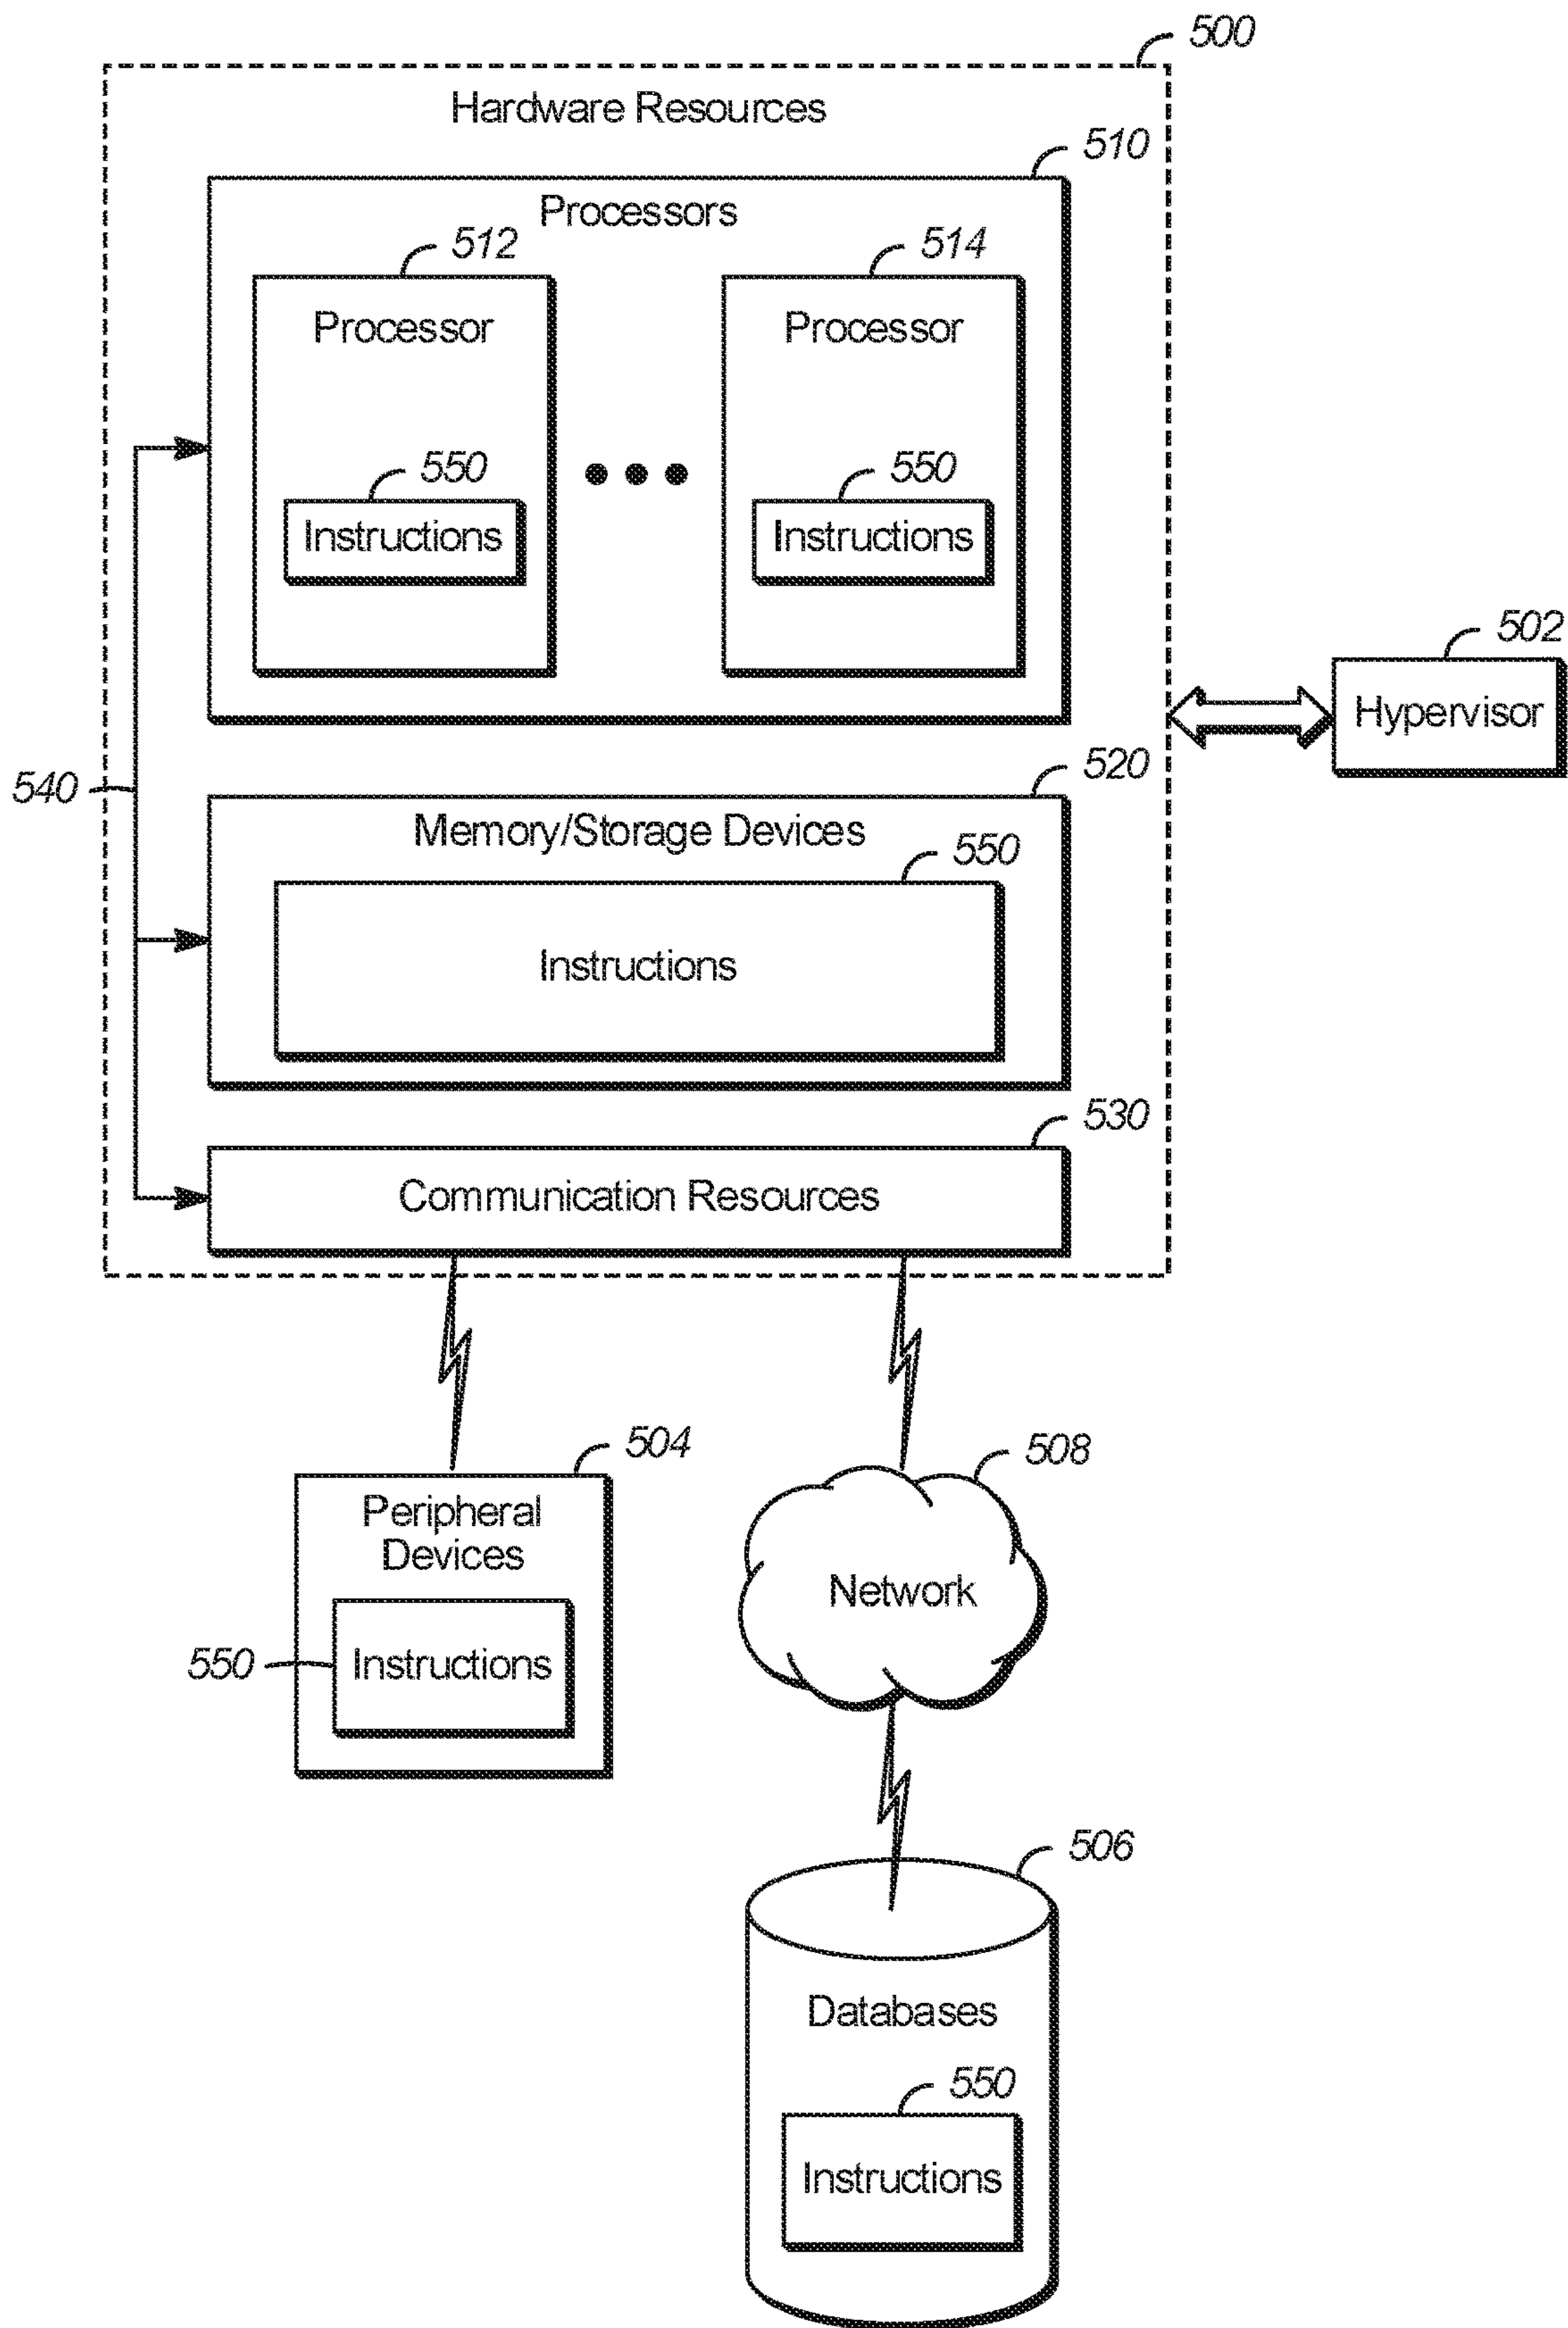 500
Hardware Resources
510
Processors
512
514
Processor
Processor
550
550
Instructions
Instructions
502
Hypervisor
540
520
Memory/Storage Devices
550
Instructions
530
Communication Resources
504
508
Peripheral
Devices
Network
550
Instructions
506
Databases
550
Instructions